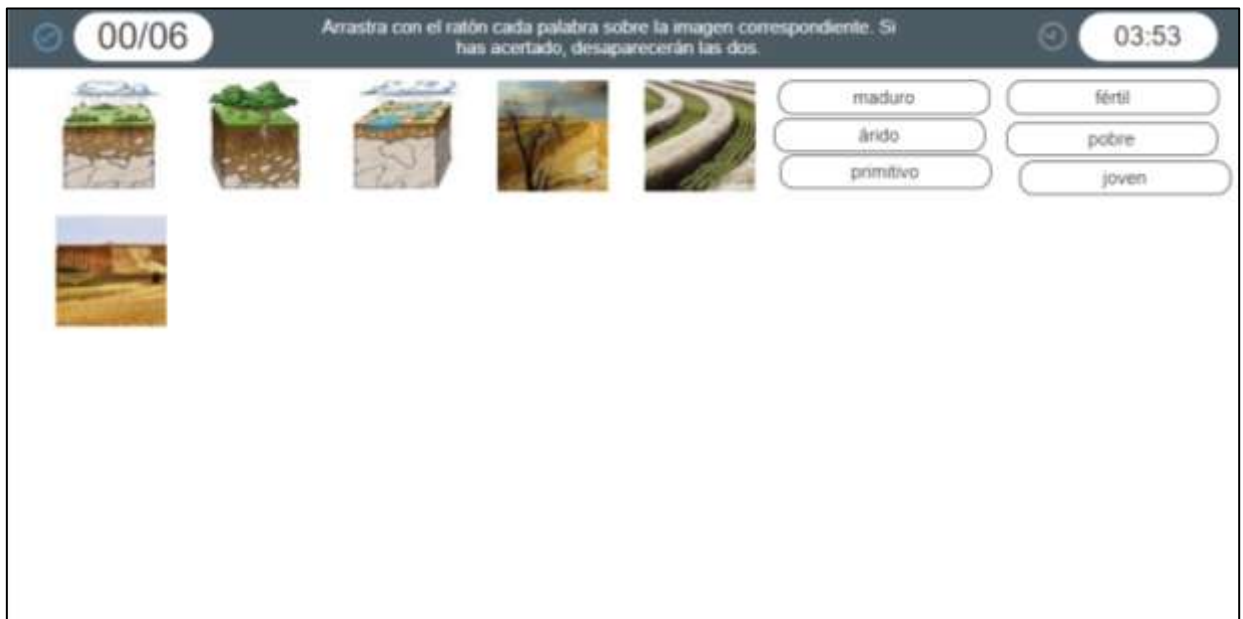 00/06
Arrastra con el ratón cada palabra sobre la imagen correspondiente. Si
has acertado, desaparecerán las dos.
03:53
maduro
fértil
árido
pobre
primitivo
joven